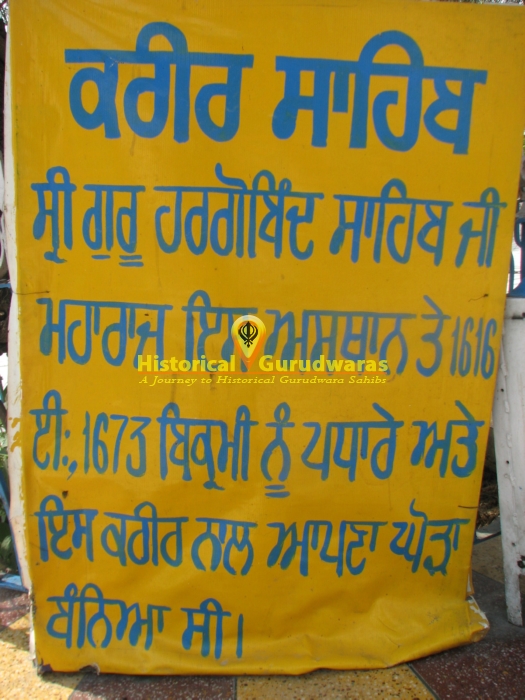 ਕਰੀਰ ਸਾਹਿਬ
ਸ੍ਰੀ ਗੁਰੂ ਹਰਗੋਬਿੰਦ ਸਾਹਿਬ ਜੀ
ਮਹਾਰਾਜ ਇਸ ਅਸਥਾਨ ਤੇ 1616
Historical Gurudwaras
A Journey to Historical Gurudwara Sahibs
ਈ:,1673 ਬਿਕ੍ਰਮੀ ਨੂੰ ਪਧਾਰੇ ਅਤੇ
ਇਸ ਕਰੀਰ ਨਾਲ ਆਪਣਾ ਘੋੜਾ
ਬੰਨਿਆ ਸੀ।